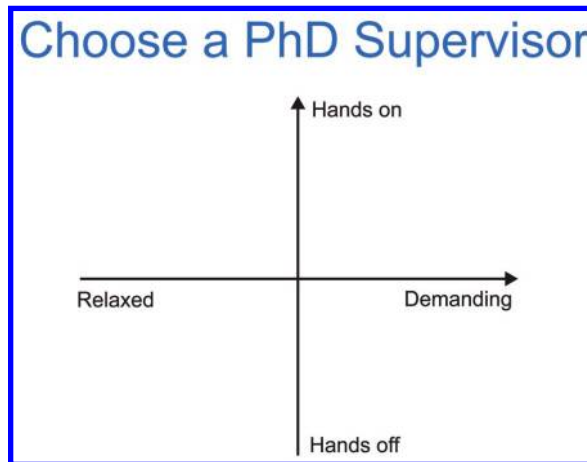 Choose a PhD Supervisor
Hands on
Relaxed
Demanding
Hands off